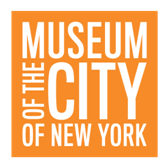 MUSEUM
OF THE CITY
OF NEW YORK